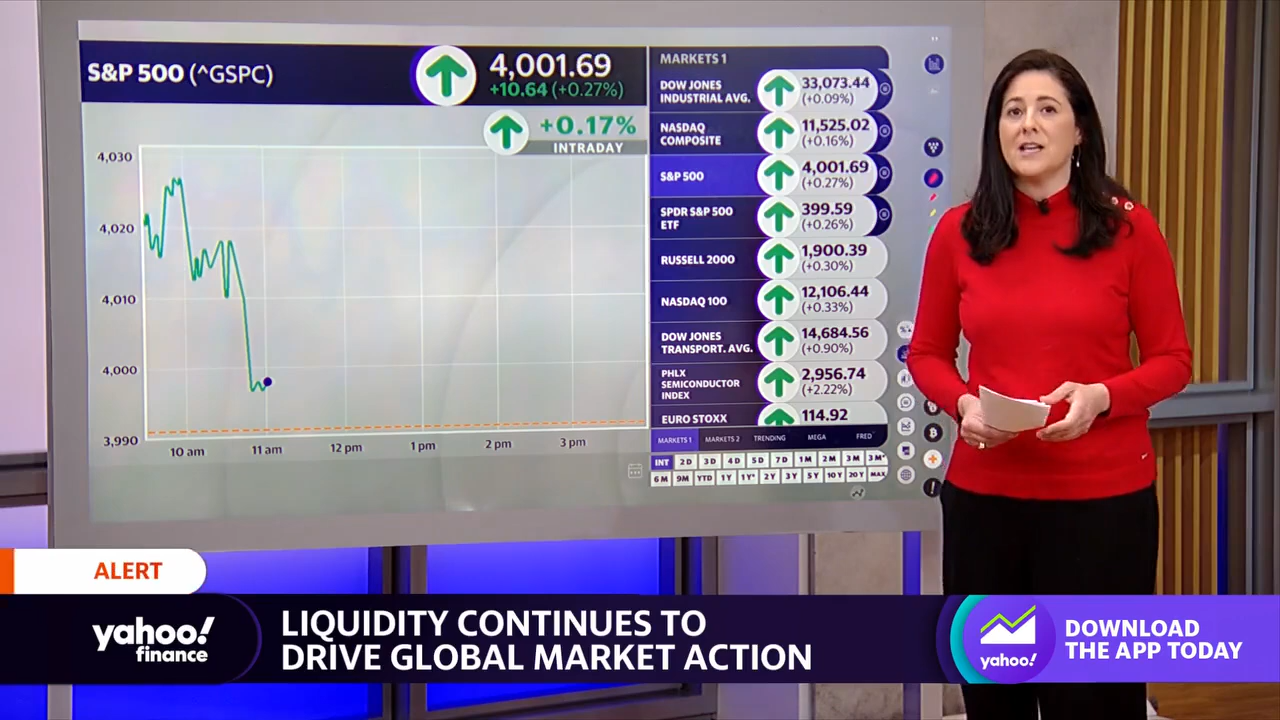 S&P 500 (^GSPC)
4,001.69
+10.64 (+0.27%)
+0.17%
INTRADAY
4,030
4,020
4,010
4,000
3,990
10 am
11 am
12 pm
1 pm
2 pm
3 pm
MARKETS 1
DOW JONES
INDUSTRIAL AVG.
33,073.44
(+0.09%)
NASDAQ
COMPOSITE
11,525.02
(+0.16%)
S&P 500
4,001.69
(+0.27%)
SPDR S&P 500
ETF
399.59
(+0.26%)
RUSSELL 2000
1,900.39
(+0.30%)
NASDAQ 100
12,106.44
(+0.33%)
DOW JONES
TRANSPORT. AVG.
14,684.56
(+0.90%)
PHLX
SEMICONDUCTOR
INDEX
2,956.74
(+2.22%)
EURO STOXX
114.92
MARKETS 1 MARKETS 2 TRENDING MEGA FRED
INT 2D 3D 4D 5D 7D 1M 2M 3M 3M*
6M 9M YTD 1Y 1Y* 2Y 3Y 5Y 10Y 20Y MAX
ALERT
yahoo!
finance
LIQUIDITY CONTINUES TO
DRIVE GLOBAL MARKET ACTION
yahoo!
DOWNLOAD
THE APP TODAY